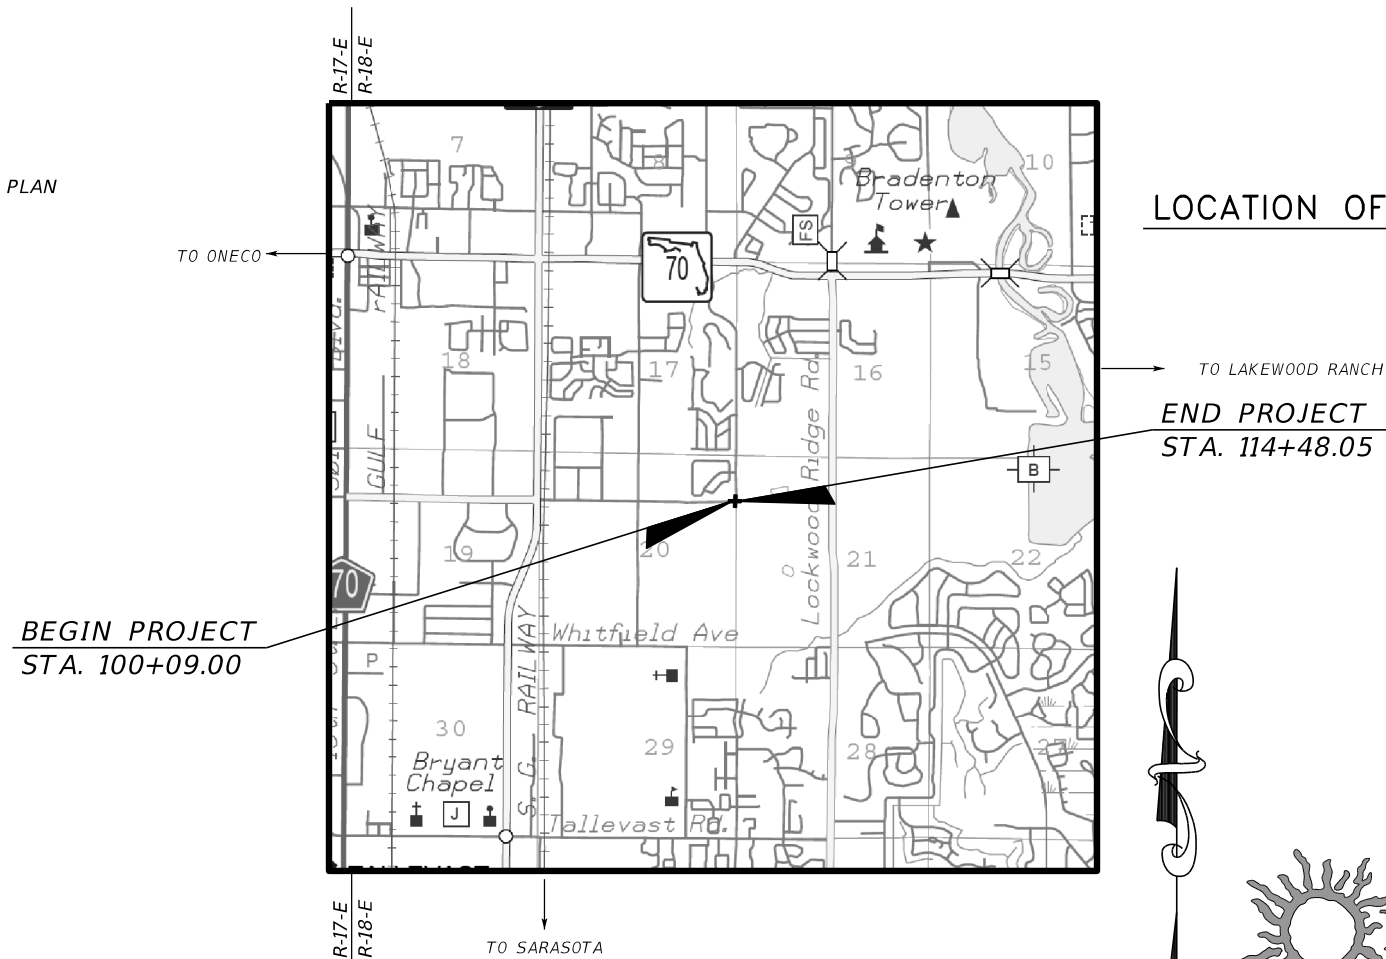 R-17-E
R-18-E
PLAN
TO ONECO
LOCATION OF
7
8
9
10
Bradenton
Tower
FS
70
RAILWAY
Blvd.
18
17
16
15
TO LAKEWOOD RANCH
END PROJECT
STA. 114+48.05
GULF
Lockwood Ridge Rd.
B
19
20
21
22
70
BEGIN PROJECT
STA. 100+09.00
Whitfield Ave
P
S. G. RAILWAY
30
29
28
27
Bryant
Chapel
J
Tallevast Rd.
R-17-E
R-18-E
TO SARASOTA